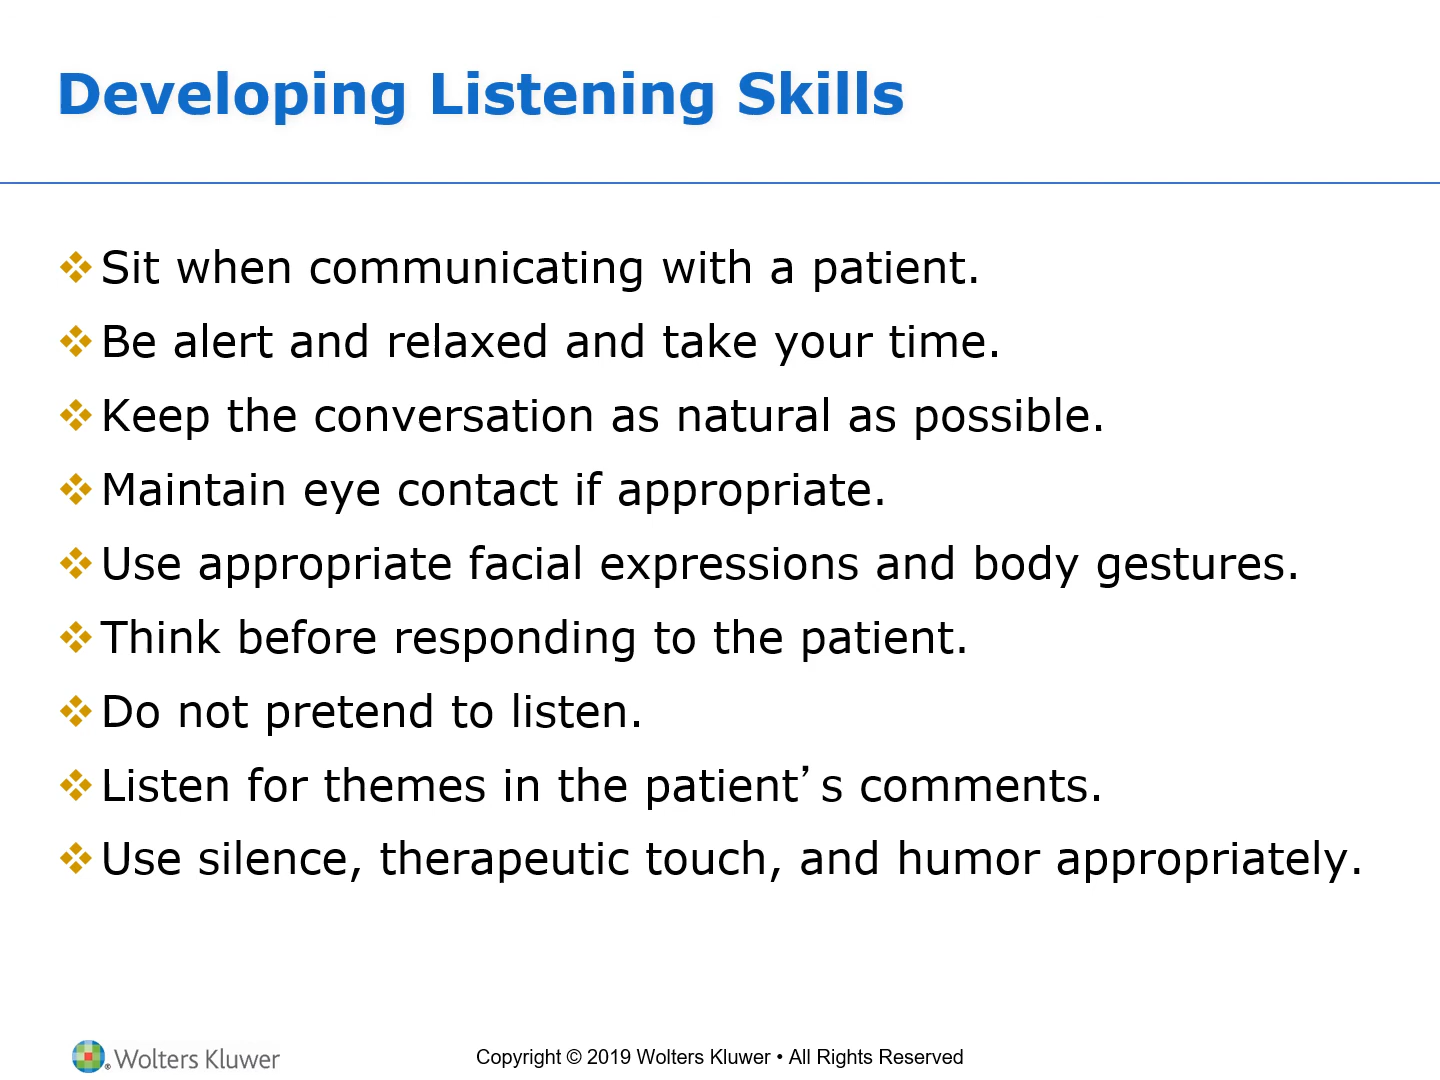 Developing Listening Skills
❖Sit when communicating with a patient.
❖Be alert and relaxed and take your time.
❖Keep the conversation as natural as possible.
❖Maintain eye contact if appropriate.
❖Use appropriate facial expressions and body gestures.
❖Think before responding to the patient.
❖Do not pretend to listen.
❖Listen for themes in the patient’s comments.
❖Use silence, therapeutic touch, and humor appropriately.
® Wolters Kluwer
Copyright © 2019 Wolters Kluwer • All Rights Reserved